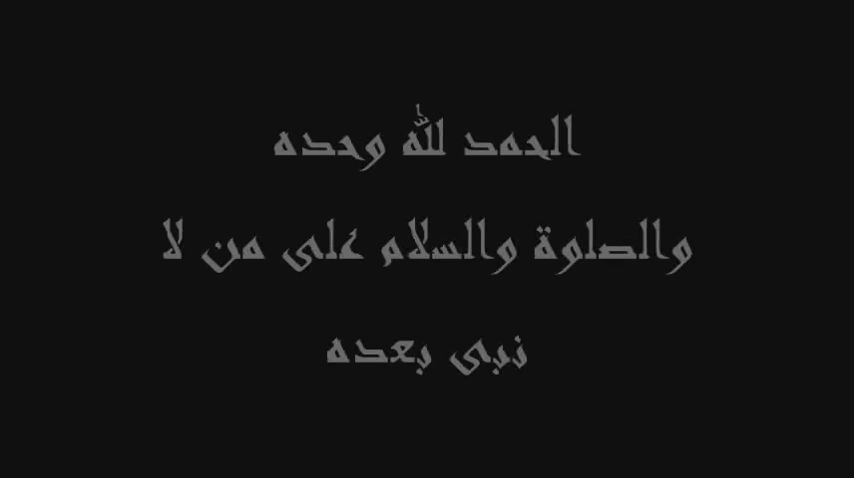 الحمد لله وحده
والصلوة والسلام على من لا
نبى بعده